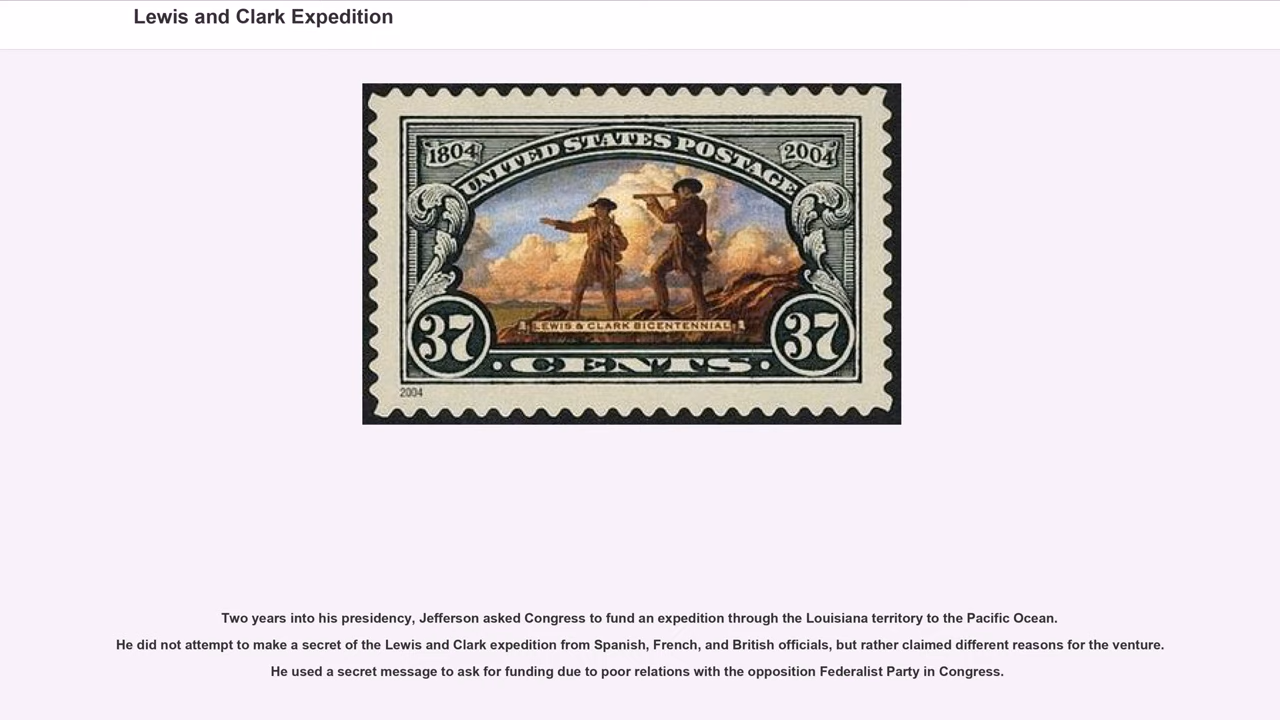 Lewis and Clark Expedition
1804
UNITED STATES POSTAGE
2004
LEWIS & CLARK BICENTENNIAL
37
37
• CENTS •
2004
Two years into his presidency, Jefferson asked Congress to fund an expedition through the Louisiana territory to the Pacific Ocean.
He did not attempt to make a secret of the Lewis and Clark expedition from Spanish, French, and British officials, but rather claimed different reasons for the venture.
He used a secret message to ask for funding due to poor relations with the opposition Federalist Party in Congress.